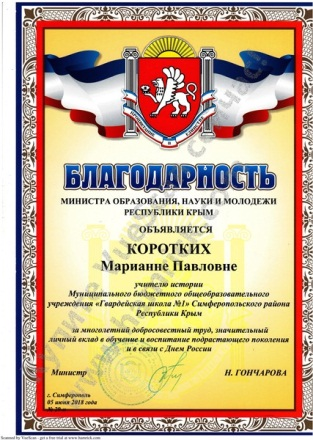 БЛАГОДАРНОСТЬ
МИНИСТРА ОБРАЗОВАНИЯ, НАУКИ И МОЛОДЕЖИ
РЕСПУБЛИКИ КРЫМ
ОБЪЯВЛЯЕТСЯ
КОРОТКИХ
Марианне Павловне
учителю истории
Муниципального бюджетного общеобразовательного
учреждения «Гвардейская школа №1» Симферопольского района
Республики Крым
за многолетний добросовестный труд, значительный
личный вклад в обучение и воспитание подрастающего поколения
и в связи с Днем России
Министр Н. ГОНЧАРОВА
г. Симферополь
05 июня 2018 года